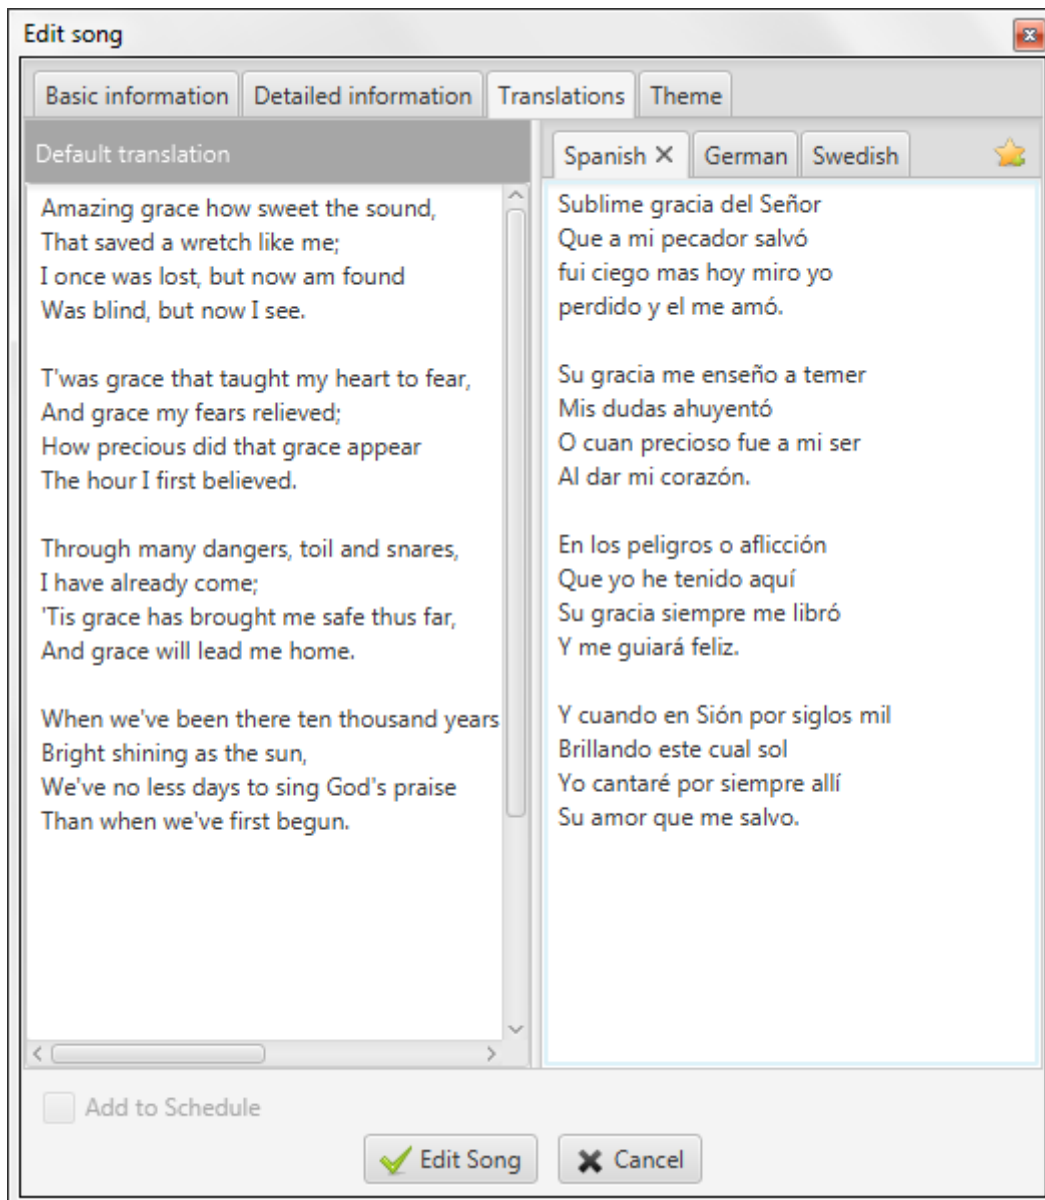 Edit song
Basic information
Detailed information
Translations
Theme
Default translation
Amazing grace how sweet the sound,
That saved a wretch like me;
I once was lost, but now am found
Was blind, but now I see.
T'was grace that taught my heart to fear,
And grace my fears relieved;
How precious did that grace appear
The hour I first believed.
Through many dangers, toil and snares,
I have already come;
'Tis grace has brought me safe thus far,
And grace will lead me home.
When we've been there ten thousand years
Bright shining as the sun,
We've no less days to sing God's praise
Than when we've first begun.
Spanish
German
Swedish
Sublime gracia del Señor
Que a mi pecador salvó
fui ciego mas hoy miro yo
perdido y el me amó.
Su gracia me enseño a temer
Mis dudas ahuyentó
O cuan precioso fue a mi ser
Al dar mi corazón.
En los peligros o aflicción
Que yo he tenido aquí
Su gracia siempre me libró
Y me guiará feliz.
Y cuando en Sión por siglos mil
Brillando este cual sol
Yo cantaré por siempre allí
Su amor que me salvo.
Add to Schedule
Edit Song
Cancel